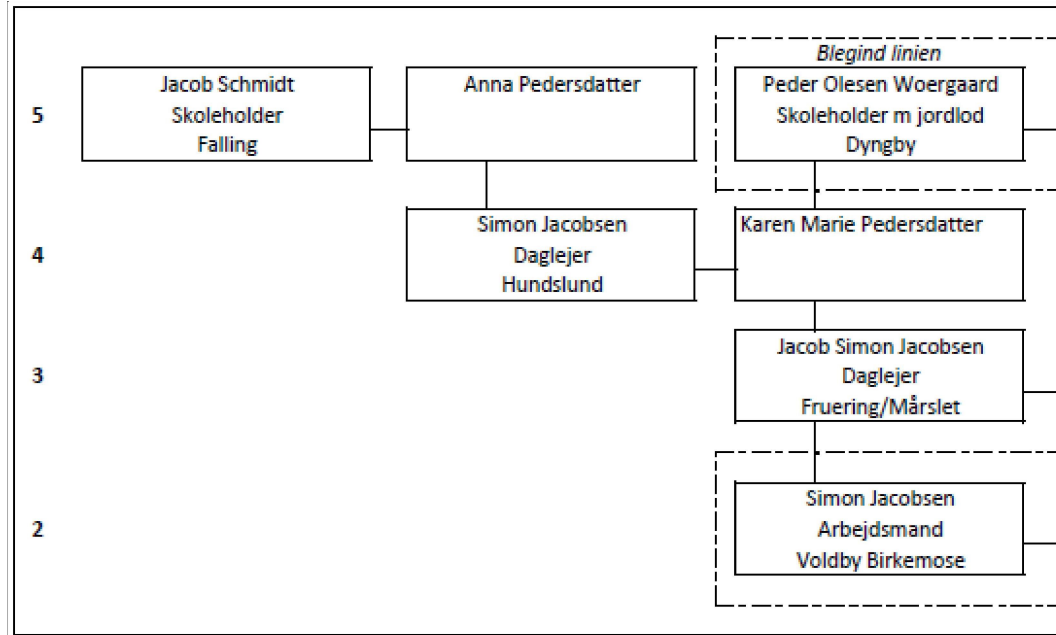 Blegind linien
5
Jacob Schmidt
Skoleholder
Falling
Anna Pedersdatter
Peder Olesen Woergaard
Skoleholder m jordlod
Dyngby
4
Simon Jacobsen
Daglejer
Hundslund
Karen Marie Pedersdatter
3
Jacob Simon Jacobsen
Daglejer
Fruering/Mårslet
2
Simon Jacobsen
Arbejdsmand
Voldby Birkemose